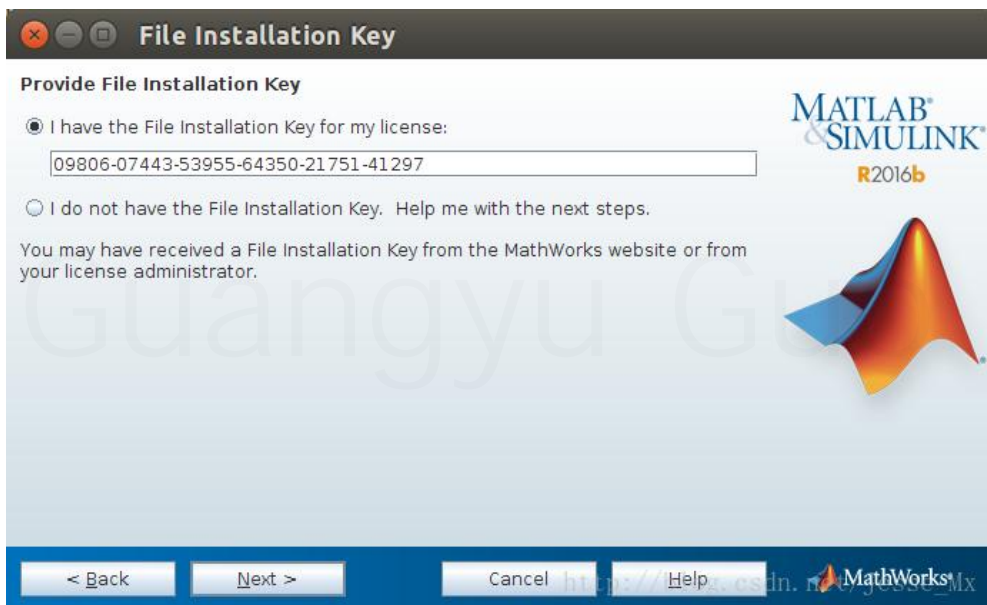 File Installation Key
Provide File Installation Key
I have the File Installation Key for my license:
09806-07443-53955-64350-21751-41297
I do not have the File Installation Key. Help me with the next steps.
You may have received a File Installation Key from the MathWorks website or from
your license administrator.
MATLAB®
&SIMULINK®
R2016b
Guangyu
< Back
Next >
Cancel
Help
MathWorks®